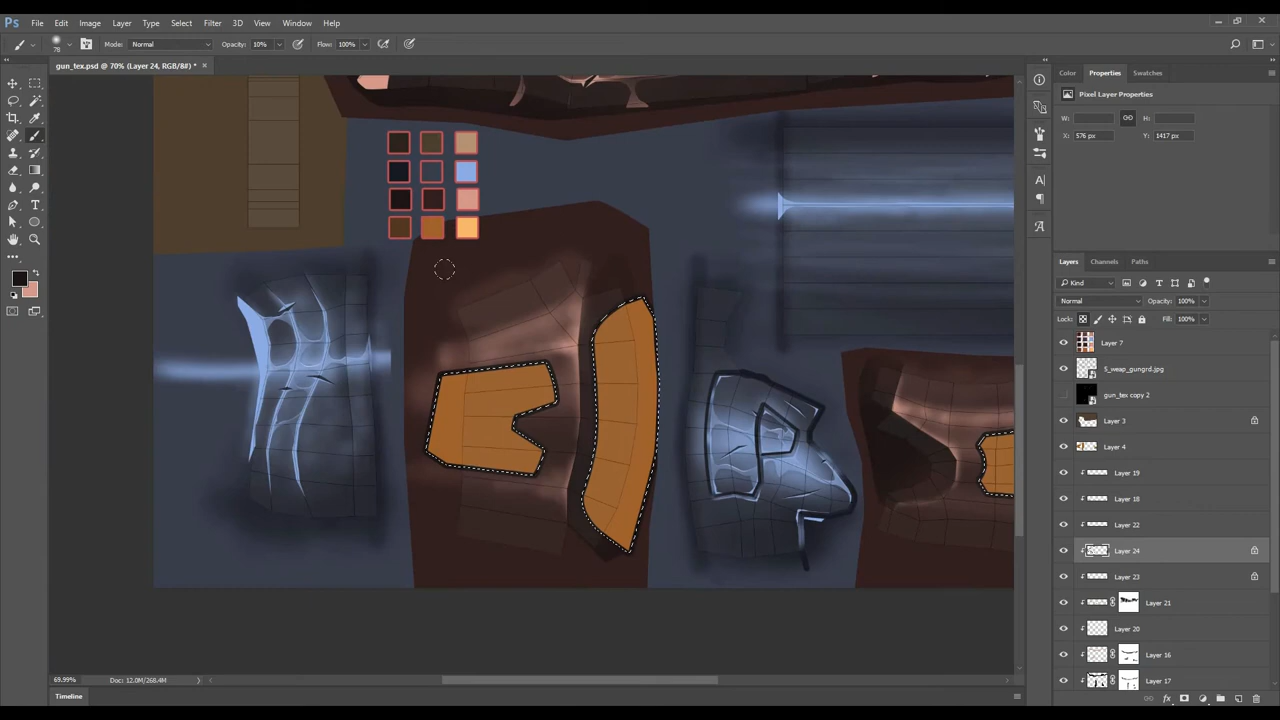 Ps File Edit Image Layer Type Select Filter 3D View Window Help
78 Mode: Normal Opacity: 10% Flow: 100%
gun_tex.psd @ 70% (Layer 24, RGB/8#) * ×
Color Properties Swatches
Pixel Layer Properties
W: H:
X: 576 px Y: 1417 px
Layers Channels Paths
Kind
Normal Opacity: 100%
Lock: Fill: 100%
Layer 7
S_weap_gungrd.jpg
gun_tex copy 2
Layer 3
Layer 4
Layer 19
Layer 18
Layer 22
Layer 24
Layer 23
Layer 21
Layer 20
Layer 16
Layer 17
69.99% Doc: 12.0M/268.4M
Timeline